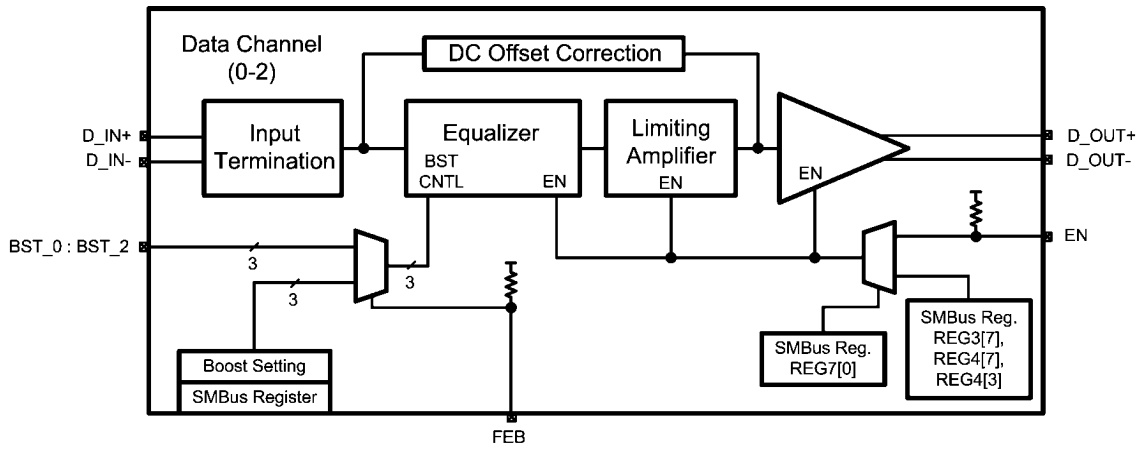 Data Channel
(0-2)
DC Offset Correction
D_IN+
D_IN-
Input
Termination
Equalizer
BST
CNTL
EN
Limiting
Amplifier
EN
EN
D_OUT+
D_OUT-
BST_0 : BST_2
3
3
3
EN
SMBus Reg.
REG7[0]
SMBus Reg.
REG3[7],
REG4[7],
REG4[3]
Boost Setting
SMBus Register
FEB